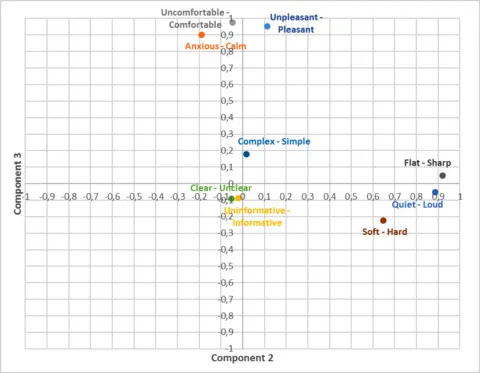 Uncomfortable -
Comfortable
Unpleasant -
Pleasant
Anxious - Calm
Complex - Simple
Flat - Sharp
Clear - Unclear
Quiet - Loud
Uninformative -
Informative
Soft - Hard
Component 3
Component 2
1
0,9
0,8
0,7
0,6
0,5
0,4
0,3
0,2
0,1
0
-0,1
-0,2
-0,3
-0,4
-0,5
-0,6
-0,7
-0,8
-0,9
-1
-1 -0,9 -0,8 -0,7 -0,6 -0,5 -0,4 -0,3 -0,2 -0,1 0 0,1 0,2 0,3 0,4 0,5 0,6 0,7 0,8 0,9 1